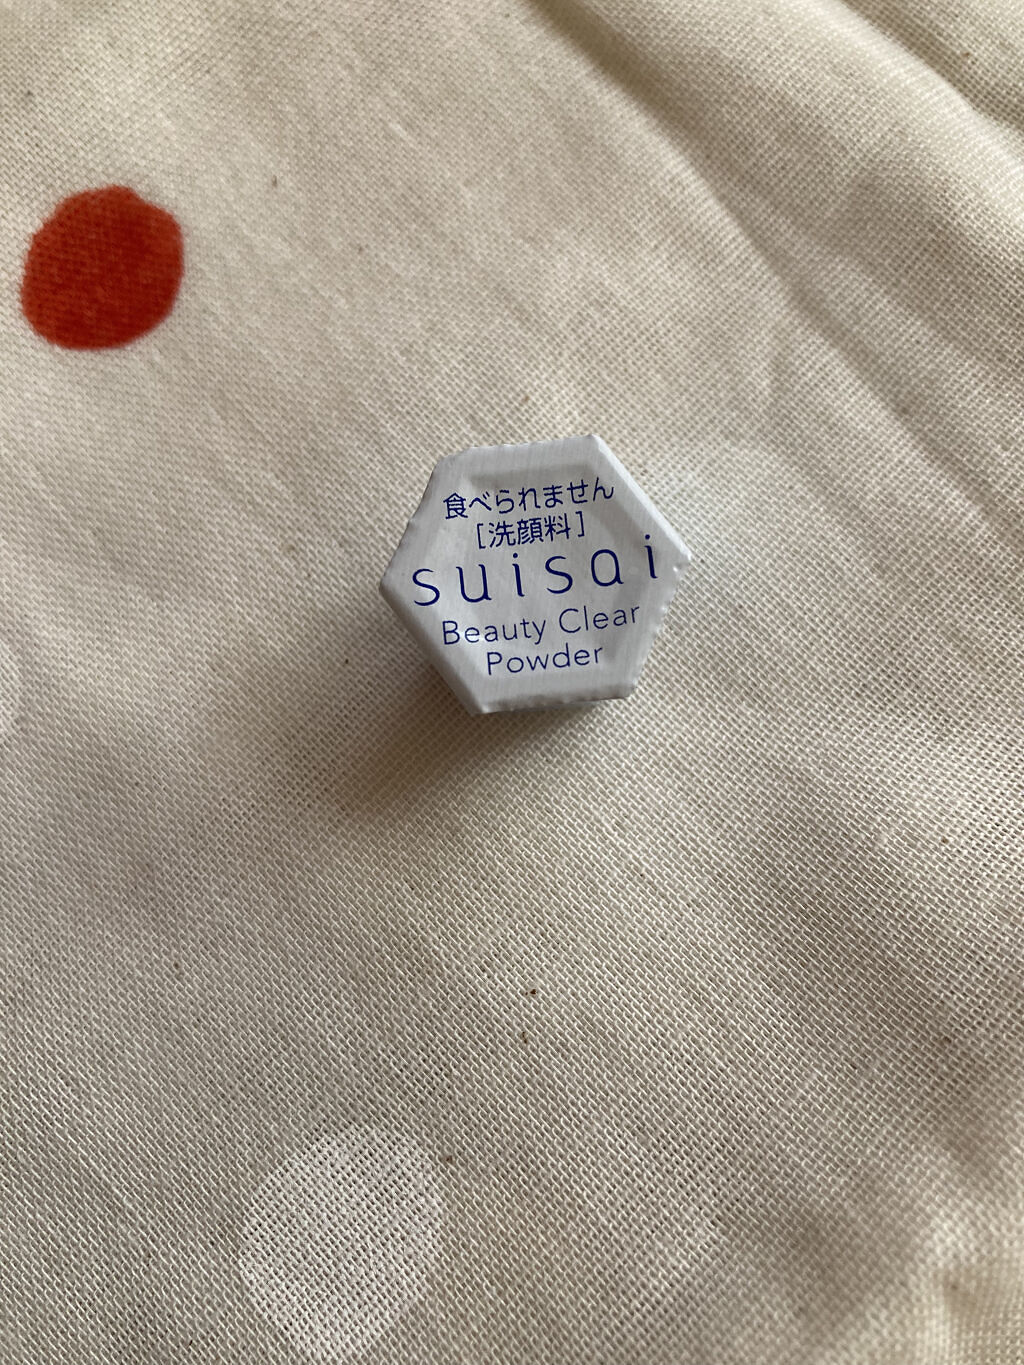 食べられません
[洗顔料]
suisai
Beauty Clear
Powder